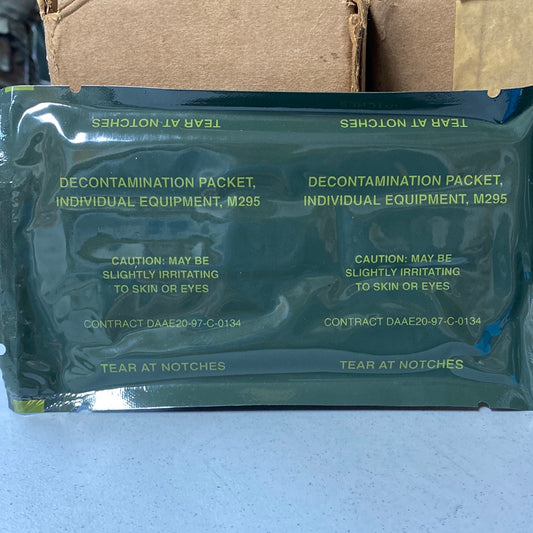 TEAR AT NOTCHES
TEAR AT NOTCHES
DECONTAMINATION PACKET,
INDIVIDUAL EQUIPMENT, M295
CAUTION: MAY BE
SLIGHTLY IRRITATING
TO SKIN OR EYES
CONTRACT DAAE20-97-C-0134
TEAR AT NOTCHES
DECONTAMINATION PACKET,
INDIVIDUAL EQUIPMENT, M295
CAUTION: MAY BE
SLIGHTLY IRRITATING
TO SKIN OR EYES
CONTRACT DAAE20-97-C-0134
TEAR AT NOTCHES